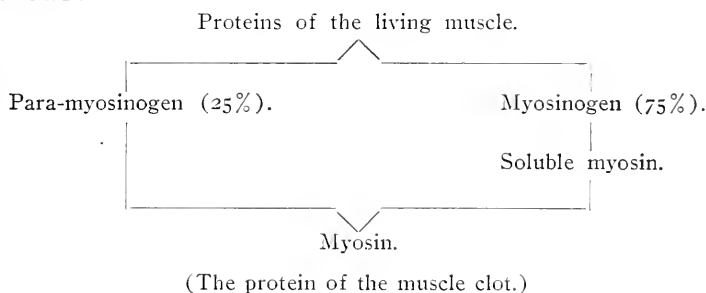 Proteins of the living muscle.
Para-myosinogen (25%). Myosinogen (75%).
Soluble myosin.
Myosin.
(The protein of the muscle clot.)